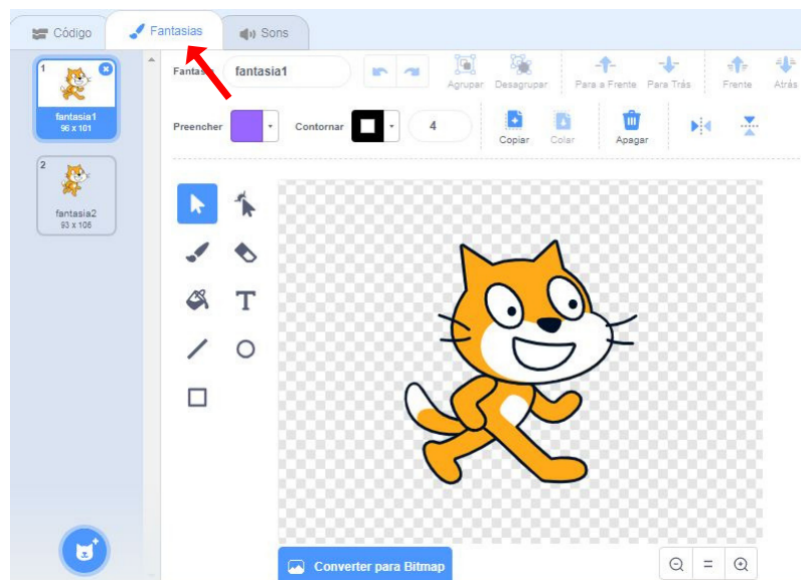 Código
Fantasias
Sons
1
fantasia1
96 x 101
2
fantasia2
93 x 106
Fantas
fantasia1
Agrupar
Desagrupar
Para a Frente
Para Trás
Frente
Atrás
Preencher
Contornar
4
Copiar
Colar
Apagar
T
Converter para Bitmap